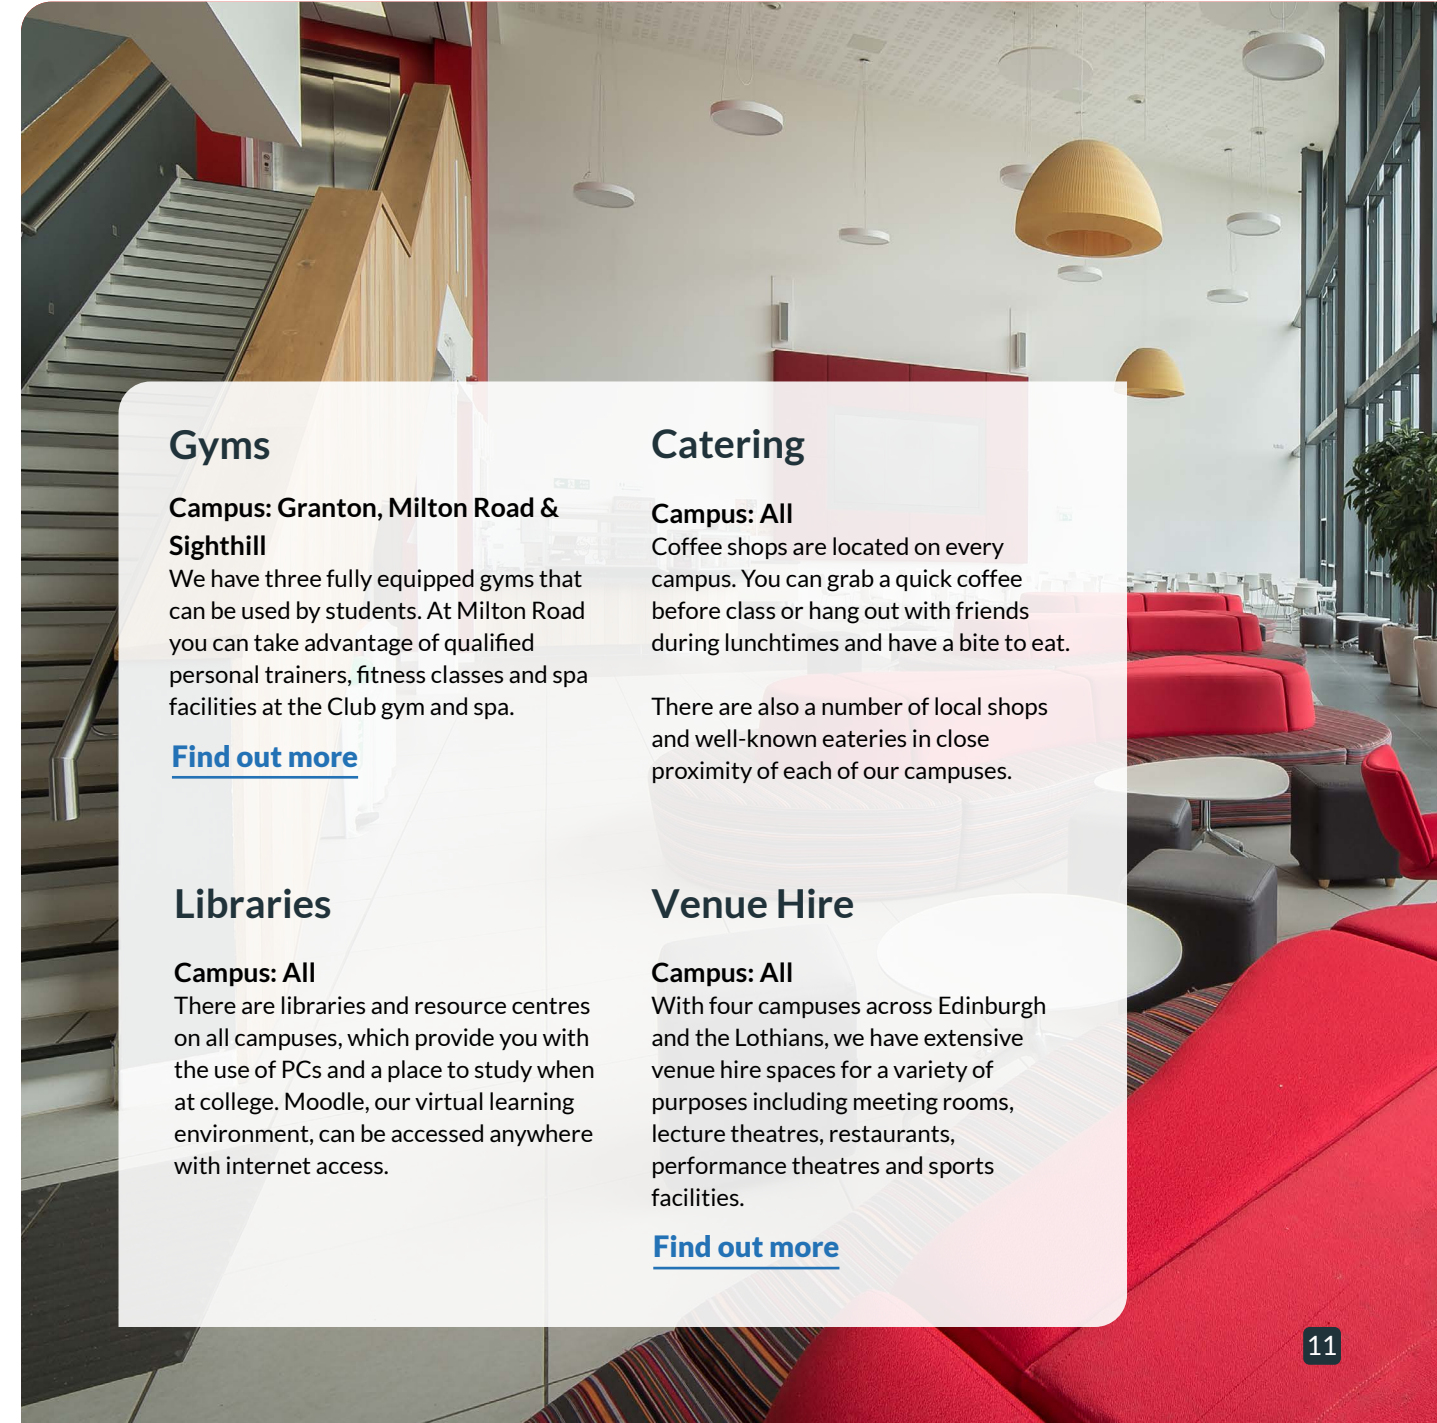 Gyms
Campus: Granton, Milton Road &
Sighthill
We have three fully equipped gyms that
can be used by students. At Milton Road
you can take advantage of qualified
personal trainers, fitness classes and spa
facilities at the Club gym and spa.
Find out more
Catering
Campus: All
Coffee shops are located on every
campus. You can grab a quick coffee
before class or hang out with friends
during lunchtimes and have a bite to eat.
There are also a number of local shops
and well-known eateries in close
proximity of each of our campuses.
Libraries
Campus: All
There are libraries and resource centres
on all campuses, which provide you with
the use of PCs and a place to study when
at college. Moodle, our virtual learning
environment, can be accessed anywhere
with internet access.
Venue Hire
Campus: All
With four campuses across Edinburgh
and the Lothians, we have extensive
venue hire spaces for a variety of
purposes including meeting rooms,
lecture theatres, restaurants,
performance theatres and sports
facilities.
Find out more
11